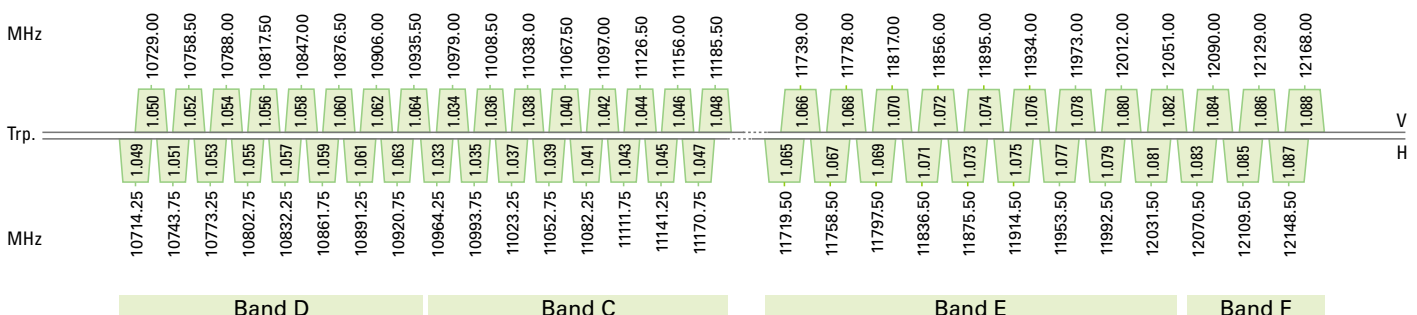 MHz
10729.00 10758.50 10788.00 10817.50 10847.00 10876.50 10906.00 10935.50 10979.00 11008.50 11038.00 11067.50 11097.00 11126.50 11156.00 11185.50 11739.00 11778.00 11817.00 11856.00 11895.00 11934.00 11973.00 12012.00 12051.00 12090.00 12129.00 12168.00
1.050 1.052 1.054 1.056 1.058 1.060 1.062 1.064 1.034 1.036 1.038 1.040 1.042 1.044 1.046 1.048 1.066 1.068 1.070 1.072 1.074 1.076 1.078 1.080 1.082 1.084 1.086 1.088
Trp. V
H
1.049 1.051 1.053 1.055 1.057 1.059 1.061 1.063 1.033 1.035 1.037 1.039 1.041 1.043 1.045 1.047 1.065 1.067 1.069 1.071 1.073 1.075 1.077 1.079 1.081 1.083 1.085 1.087
10714.25 10743.75 10773.25 10802.75 10832.25 10861.75 10891.25 10920.75 10964.25 10993.75 11023.25 11052.75 11082.25 11111.75 11141.25 11170.75 11719.50 11758.50 11797.50 11836.50 11875.50 11914.50 11953.50 11992.50 12031.50 12070.50 12109.50 12148.50
MHz
Band D Band C Band E Band F